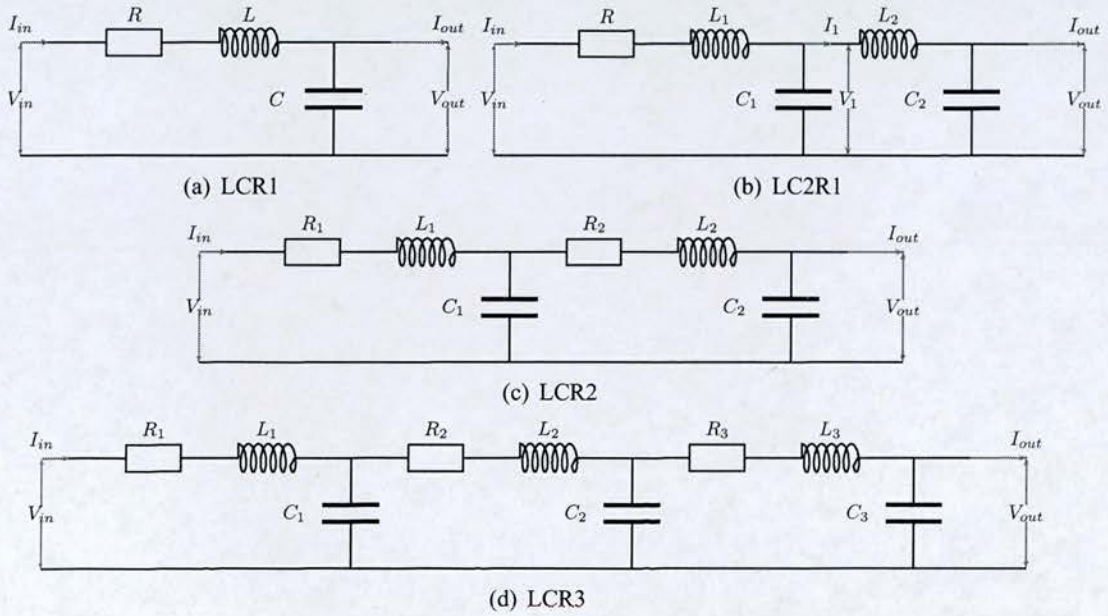 I_in R L I_out
V_in C V_out
(a) LCR1
I_in R L_1 I_1 L_2 I_out
V_in C_1 V_1 C_2 V_out
(b) LC2R1
I_in R_1 L_1 R_2 L_2 I_out
V_in C_1 C_2 V_out
(c) LCR2
I_in R_1 L_1 R_2 L_2 R_3 L_3 I_out
V_in C_1 C_2 C_3 V_out
(d) LCR3